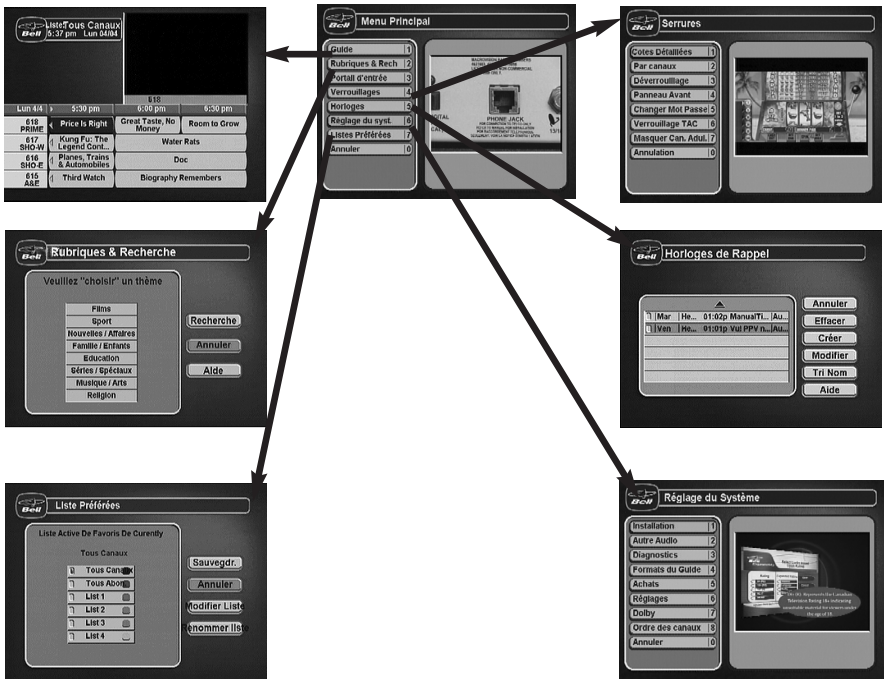 Bell
Liste:Tous Canaux
5:37 pm Lun 04/04
618
Lun 4/4 5:30 pm 6:00 pm 6:30 pm
618 PRIME Price Is Right Great Taste, No Money Room to Grow
617 SHO-W Kung Fu: The Legend Cont... Water Rats
616 SHO-E Planes, Trains & Automobiles Doc
615 A&E Third Watch Biography Remembers
Bell
Menu Principal
Guide 1
Rubriques & Rech 2
Portail d'entrée 3
Verrouillages 4
Horloges 5
Réglage du syst. 6
Listes Préférées 7
Annuler 0
PHONE JACK
Bell
Serrures
Cotes Détaillées 1
Par canaux 2
Déverrouillage 3
Panneau Avant 4
Changer Mot Passe 5
Verrouillage TAC 6
Masquer Can. Adul. 7
Annulation 0
Bell
Rubriques & Recherche
Veuillez "choisir" un thème
Films
Sport
Nouvelles / Affaires
Famille / Enfants
Education
Séries / Spéciaux
Musique / Arts
Religion
Recherche
Annuler
Aide
Bell
Horloges de Rappel
Mar He... 01:02p ManualTi... Au...
Ven He... 01:01p Vul PPV n... Au...
Annuler
Effacer
Créer
Modifier
Tri Nom
Aide
Bell
Liste Préférées
Liste Active De Favoris De Curently
Tous Canaux
Tous Canaux
Tous Abon
List 1
List 2
List 3
List 4
Sauvegdr.
Annuler
Modifier Liste
Renommer liste
Bell
Réglage du Système
Installation 1
Autre Audio 2
Diagnostics 3
Formats du Guide 4
Achats 5
Réglages 6
Dolby 7
Ordre des canaux 8
Annuler 0